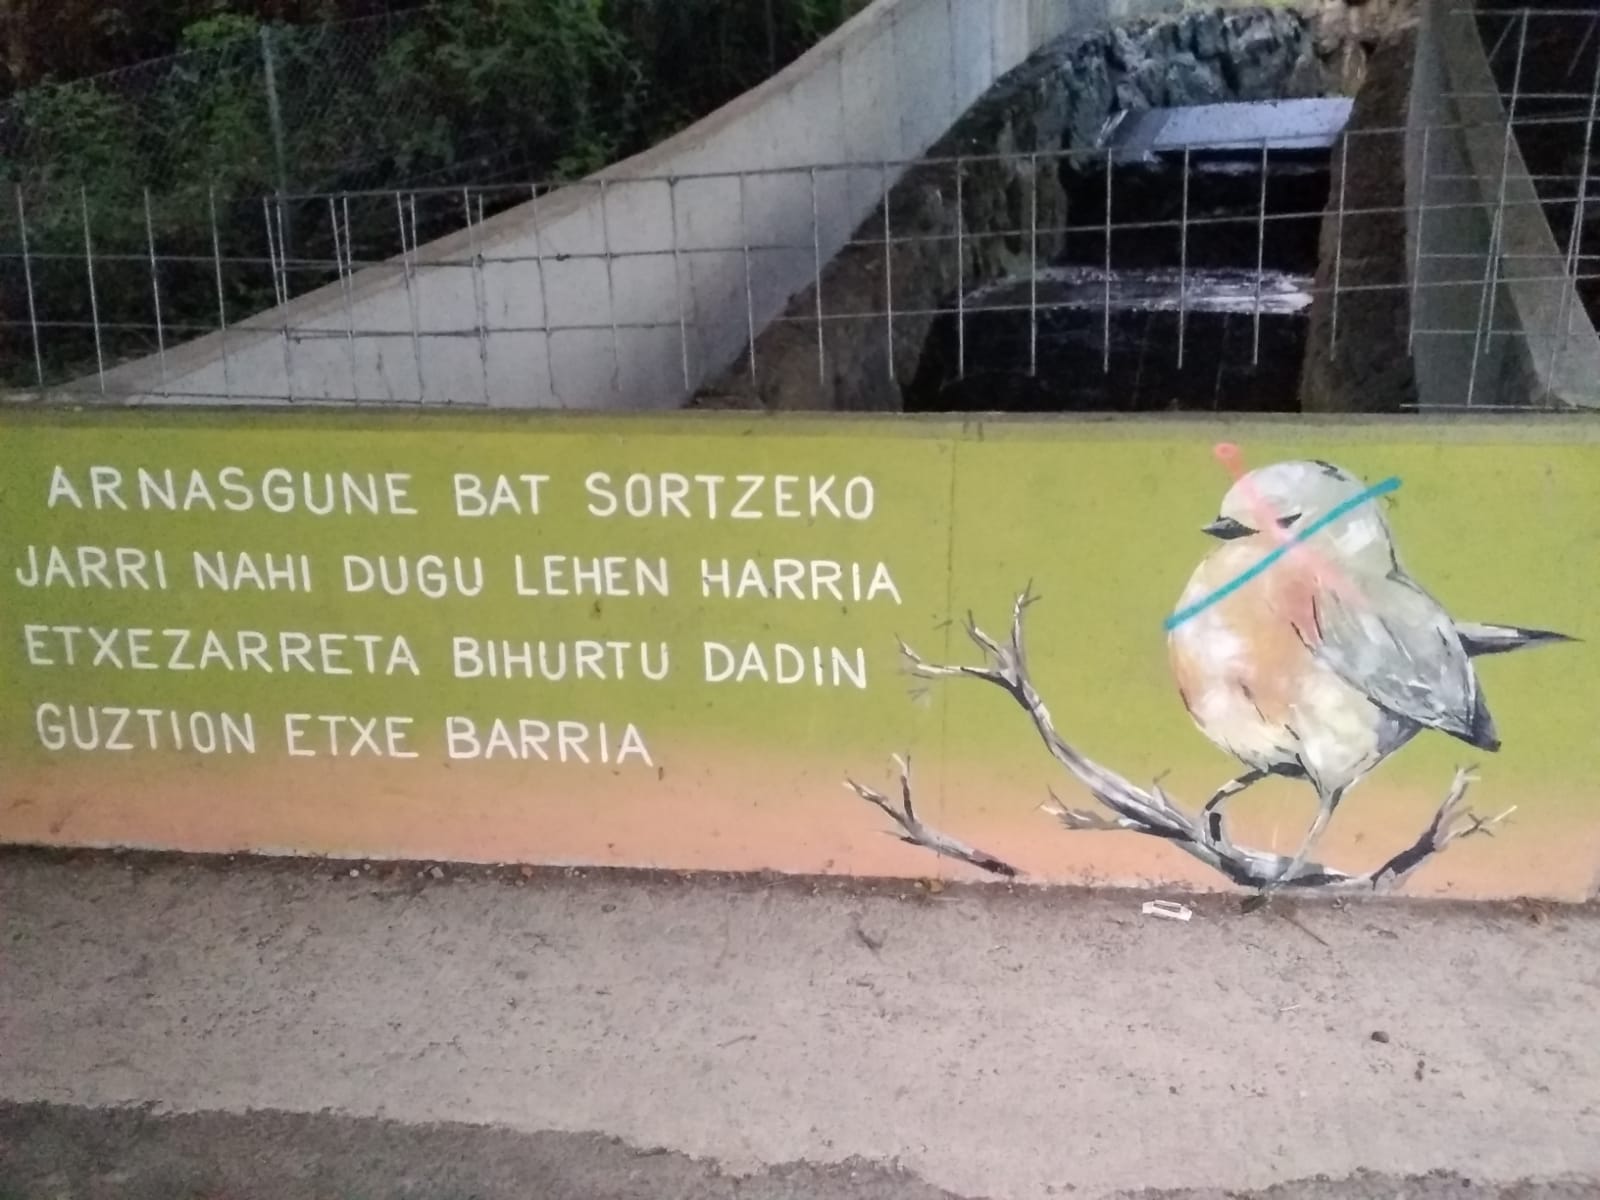 ARNASGUNE BAT SORTZEKO
JARRI NAHI DUGU LEHEN HARRIA
ETXEZARRETA BIHURTU DADIN
GUZTION ETXE BARRIA